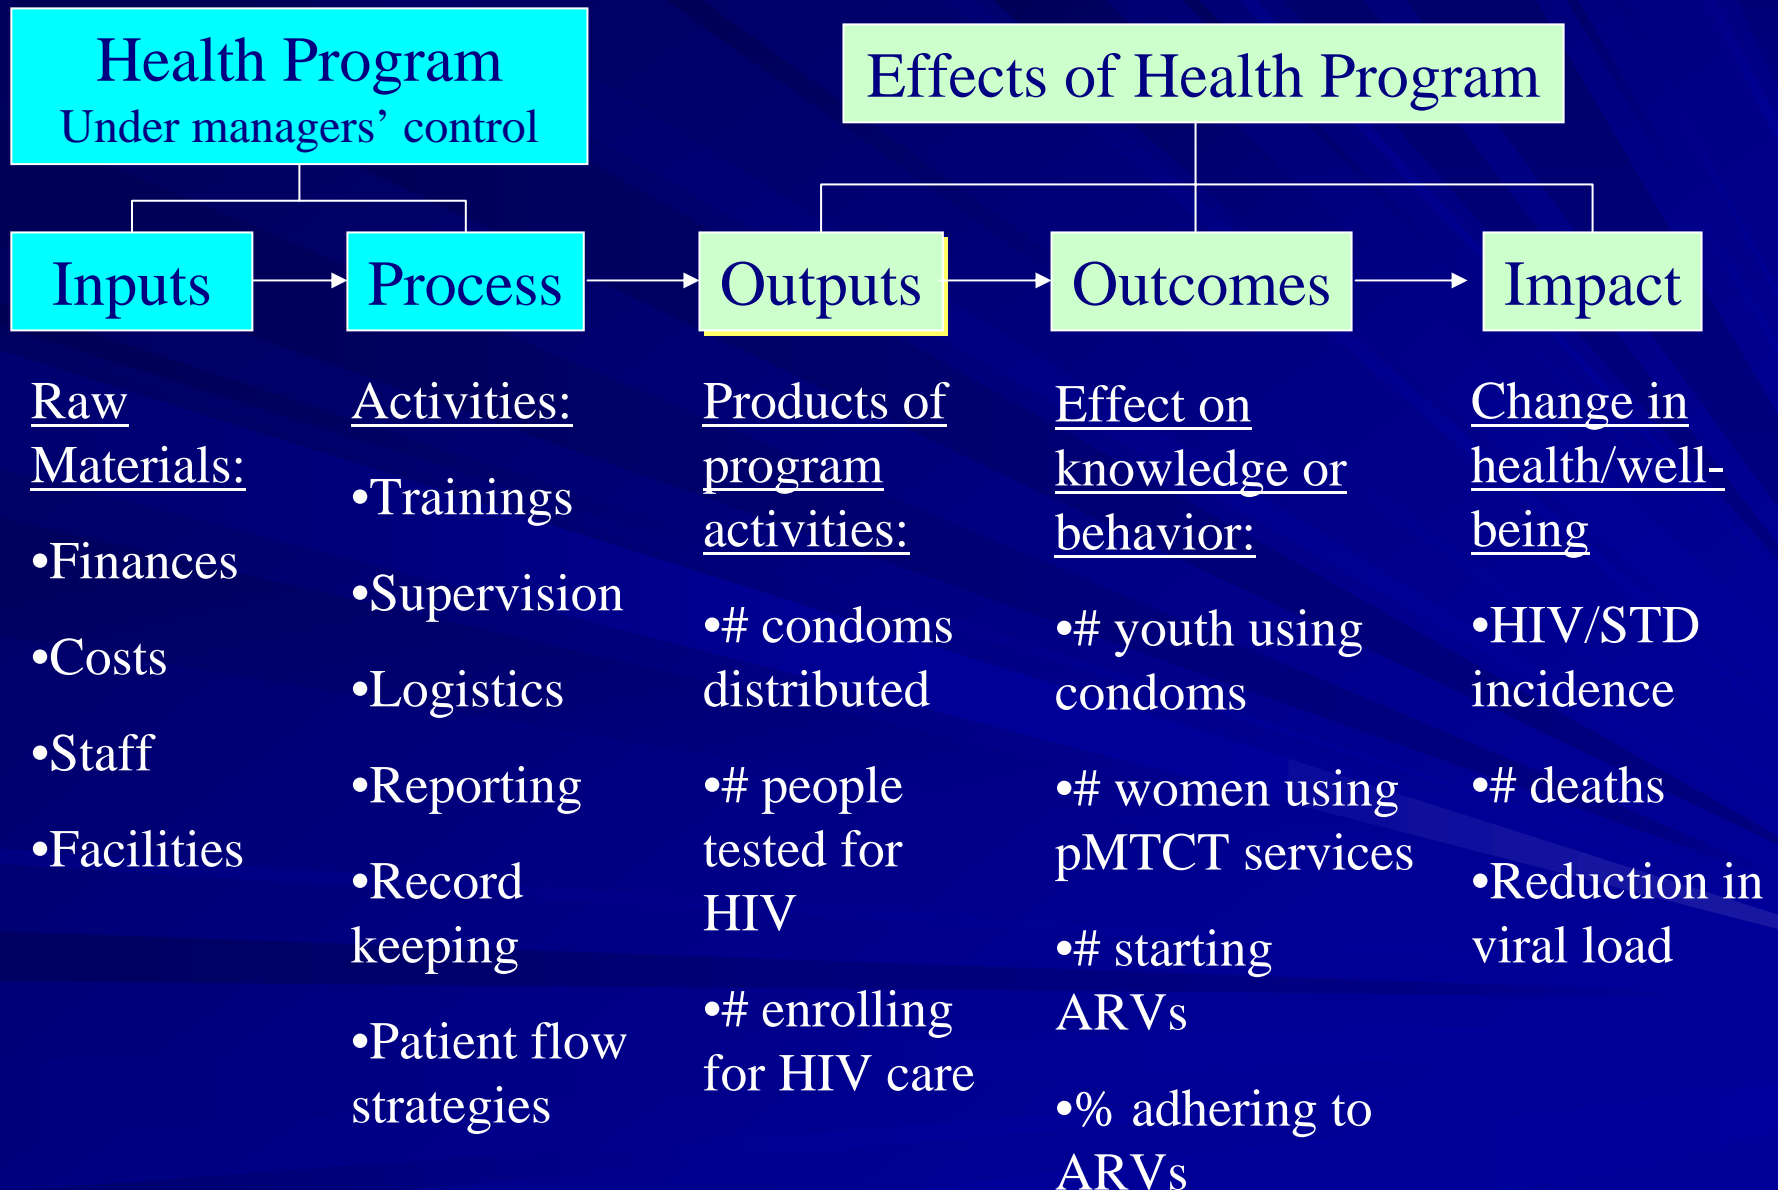 Health Program
Under managers’ control
Effects of Health Program
Inputs
Process
Outputs
Outcomes
Impact
Raw
Materials:
•Finances
•Costs
•Staff
•Facilities
Activities:
•Trainings
•Supervision
•Logistics
•Reporting
•Record
keeping
•Patient flow
strategies
Products of
program
activities:
•# condoms
distributed
•# people
tested for
HIV
•# enrolling
for HIV care
Effect on
knowledge or
behavior:
•# youth using
condoms
•# women using
pMTCT services
•# starting
ARVs
•% adhering to
ARVs
Change in
health/well-
being
•HIV/STD
incidence
•# deaths
•Reduction in
viral load